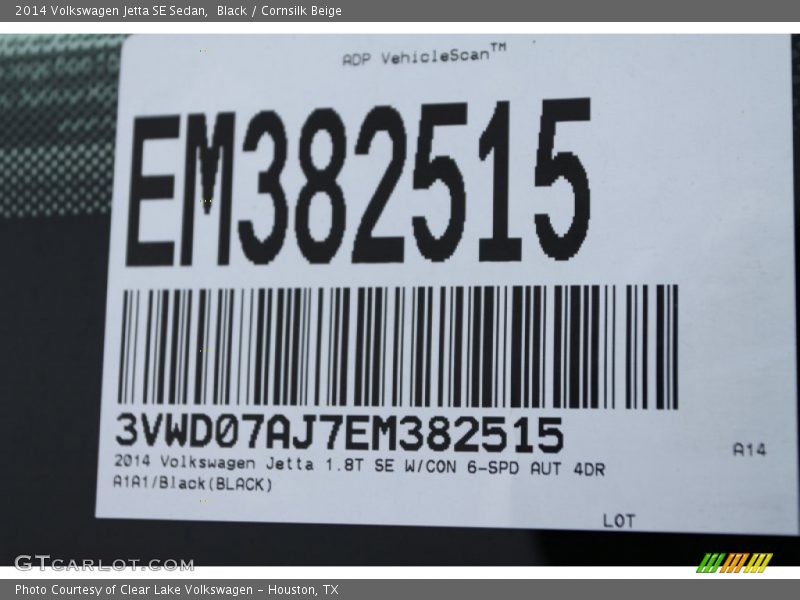 2014 Volkswagen Jetta SE Sedan,  Black / Cornsilk Beige
ADP VehicleScan™
EM382515
3VWD07AJ7EM382515
2014 Volkswagen Jetta 1.8T SE W/CON 6-SPD AUT 4DR
A14
A1A1/Black(BLACK)
LOT
GTCARLOT.COM
Photo Courtesy of Clear Lake Volkswagen - Houston, TX